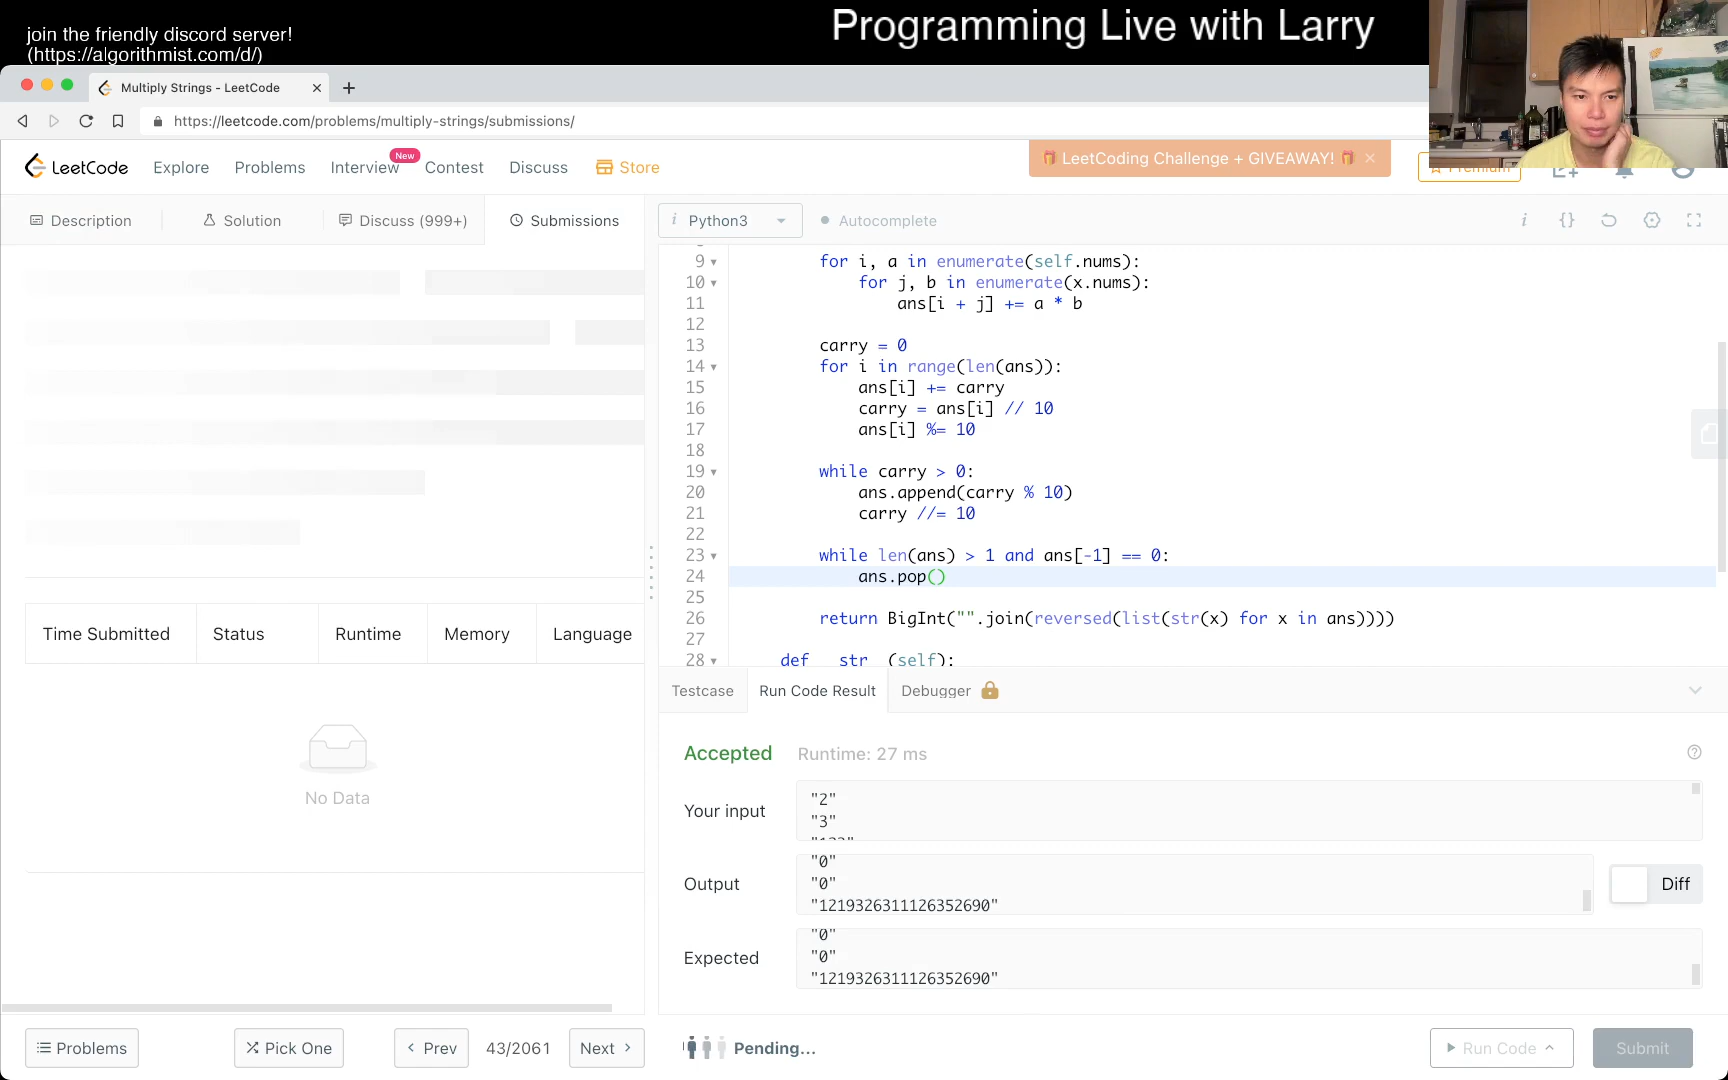 join the friendly discord server!
(https://algorithmist.com/d/)
Programming Live with Larry
Multiply Strings - LeetCode
https://leetcode.com/problems/multiply-strings/submissions/
LeetCode
Explore
Problems
Interview
New
Contest
Discuss
Store
LeetCoding Challenge + GIVEAWAY!
Premium
Description
Solution
Discuss (999+)
Submissions
i Python3
Autocomplete
9 for i, a in enumerate(self.nums):
10 for j, b in enumerate(x.nums):
11 ans[i + j] += a * b
12
13 carry = 0
14 for i in range(len(ans)):
15 ans[i] += carry
16 carry = ans[i] // 10
17 ans[i] %= 10
18
19 while carry > 0:
20 ans.append(carry % 10)
21 carry //= 10
22
23 while len(ans) > 1 and ans[-1] == 0:
24 ans.pop()
25
26 return BigInt("".join(reversed(list(str(x) for x in ans))))
27
28 def __str__(self):
Time Submitted
Status
Runtime
Memory
Language
No Data
Testcase
Run Code Result
Debugger
Accepted
Runtime: 27 ms
Your input
"2"
"3"
Output
"0"
"0"
"1219326311126352690"
Diff
Expected
"0"
"0"
"1219326311126352690"
Problems
Pick One
Prev
43/2061
Next
Pending...
Run Code
Submit